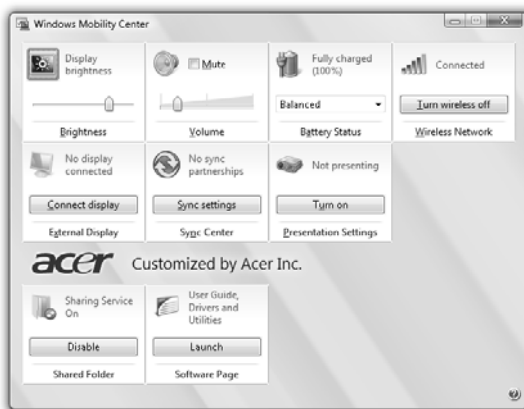 Windows Mobility Center
Display
brightness
Brightness
Mute
Volume
Fully charged
(100%)
Balanced
Battery Status
Connected
Turn wireless off
Wireless Network
No display
connected
Connect display
External Display
No sync
partnerships
Sync settings
Sync Center
Not presenting
Turn on
Presentation Settings
acer Customized by Acer Inc.
Sharing Service
On
Disable
Shared Folder
User Guide,
Drivers and
Utilities
Launch
Software Page